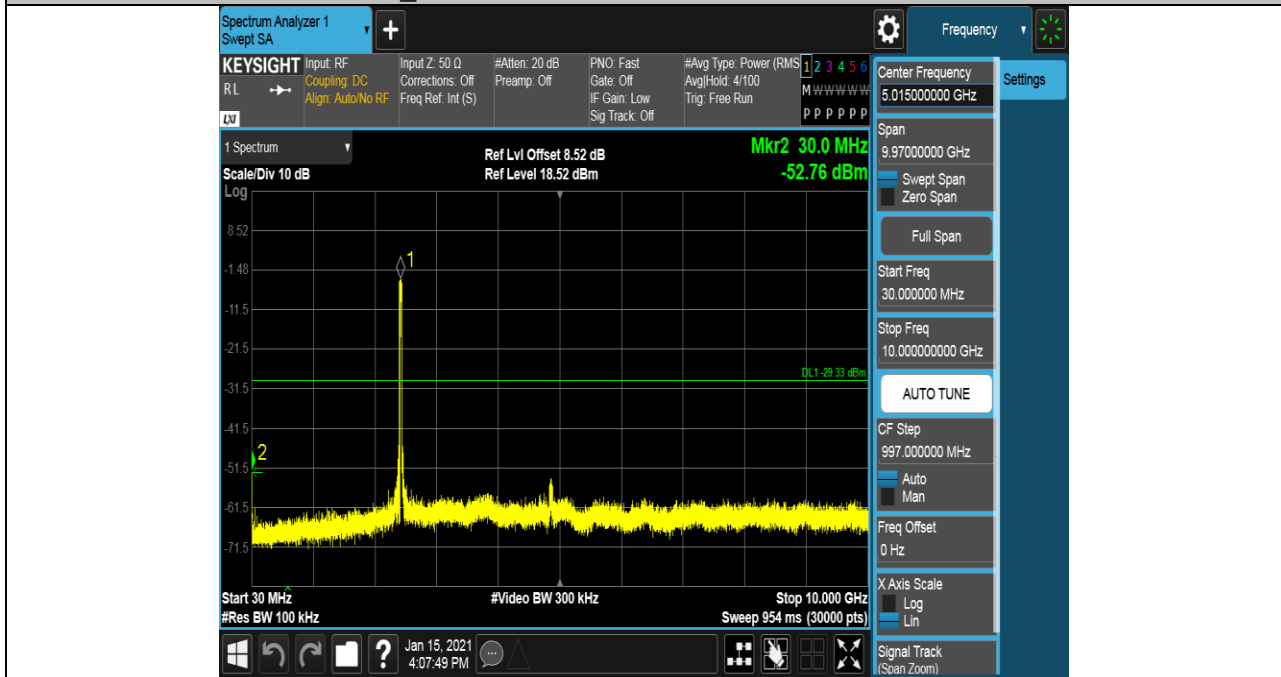 Spectrum Analyzer 1
Swept SA
+
Frequency
KEYSIGHT
RL
LXI
Input: RF
Coupling: DC
Align: Auto/No RF
Input Z: 50 Ω
Corrections: Off
Freq Ref: Int (S)
#Atten: 20 dB
Preamp: Off
PNO: Fast
Gate: Off
IF Gain: Low
Sig Track: Off
#Avg Type: Power (RMS
Avg|Hold: 4/100
Trig: Free Run
1 2 3 4 5 6
M W W W W W
P P P P P P
1 Spectrum
Scale/Div 10 dB
Ref Lvl Offset 8.52 dB
Ref Level 18.52 dBm
Mkr2 30.0 MHz
-52.76 dBm
Log
8.52
-1.48
-11.5
-21.5
-31.5
-41.5
-51.5
-61.5
-71.5
1
2
DL1 -29.33 dBm
Start 30 MHz
#Res BW 100 kHz
#Video BW 300 kHz
Stop 10.000 GHz
Sweep 954 ms (30000 pts)
Center Frequency
5.015000000 GHz
Settings
Span
9.97000000 GHz
Swept Span
Zero Span
Full Span
Start Freq
30.000000 MHz
Stop Freq
10.000000000 GHz
AUTO TUNE
CF Step
997.000000 MHz
Auto
Man
Freq Offset
0 Hz
X Axis Scale
Log
Lin
Signal Track
(Span Zoom)
?
Jan 15, 2021
4:07:49 PM